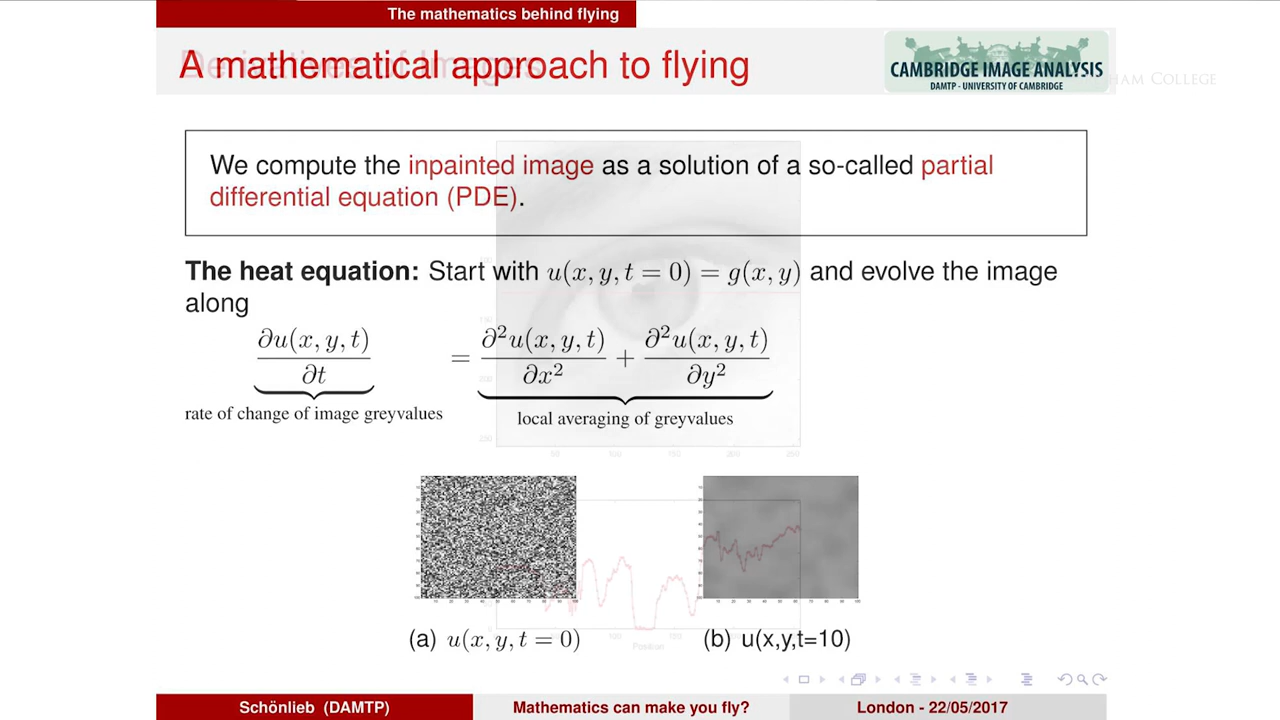 The mathematics behind flying
A mathematical approach to flying
CAMBRIDGE IMAGE ANALYSIS
DAMTP - UNIVERSITY OF CAMBRIDGE
HAM COLLEGE
We compute the inpainted image as a solution of a so-called partial
differential equation (PDE).
The heat equation: Start with u(x, y, t = 0) = g(x, y) and evolve the image
along
∂u(x, y, t)/∂t = ∂²u(x, y, t)/∂x² + ∂²u(x, y, t)/∂y²
rate of change of image greyvalues
local averaging of greyvalues
(a) u(x, y, t = 0)
(b) u(x,y,t=10)
Position
Schönlieb (DAMTP)
Mathematics can make you fly?
London - 22/05/2017